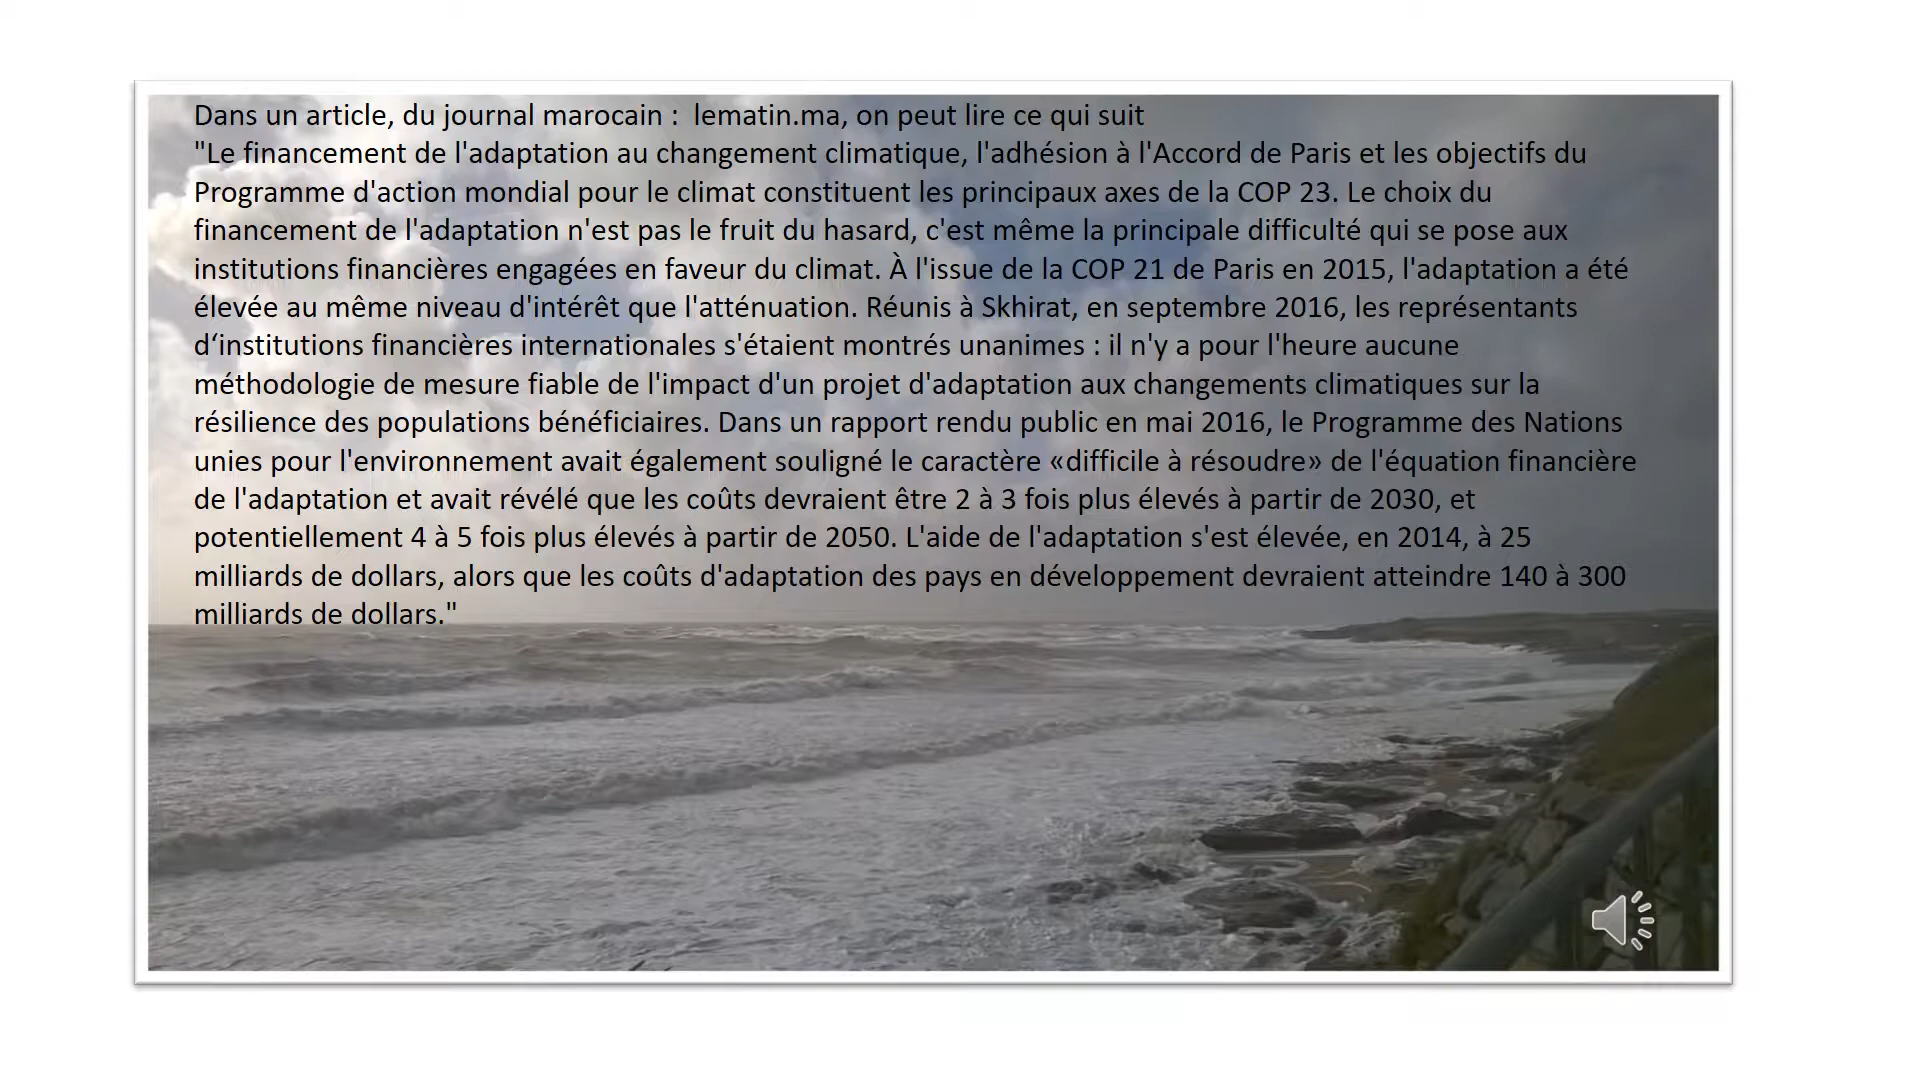 Dans un article, du journal marocain :  lematin.ma, on peut lire ce qui suit
"Le financement de l'adaptation au changement climatique, l'adhésion à l'Accord de Paris et les objectifs du
Programme d'action mondial pour le climat constituent les principaux axes de la COP 23. Le choix du
financement de l'adaptation n'est pas le fruit du hasard, c'est même la principale difficulté qui se pose aux
institutions financières engagées en faveur du climat. À l'issue de la COP 21 de Paris en 2015, l'adaptation a été
élevée au même niveau d'intérêt que l'atténuation. Réunis à Skhirat, en septembre 2016, les représentants
d‘institutions financières internationales s'étaient montrés unanimes : il n'y a pour l'heure aucune
méthodologie de mesure fiable de l'impact d'un projet d'adaptation aux changements climatiques sur la
résilience des populations bénéficiaires. Dans un rapport rendu public en mai 2016, le Programme des Nations
unies pour l'environnement avait également souligné le caractère «difficile à résoudre» de l'équation financière
de l'adaptation et avait révélé que les coûts devraient être 2 à 3 fois plus élevés à partir de 2030, et
potentiellement 4 à 5 fois plus élevés à partir de 2050. L'aide de l'adaptation s'est élevée, en 2014, à 25
milliards de dollars, alors que les coûts d'adaptation des pays en développement devraient atteindre 140 à 300
milliards de dollars."